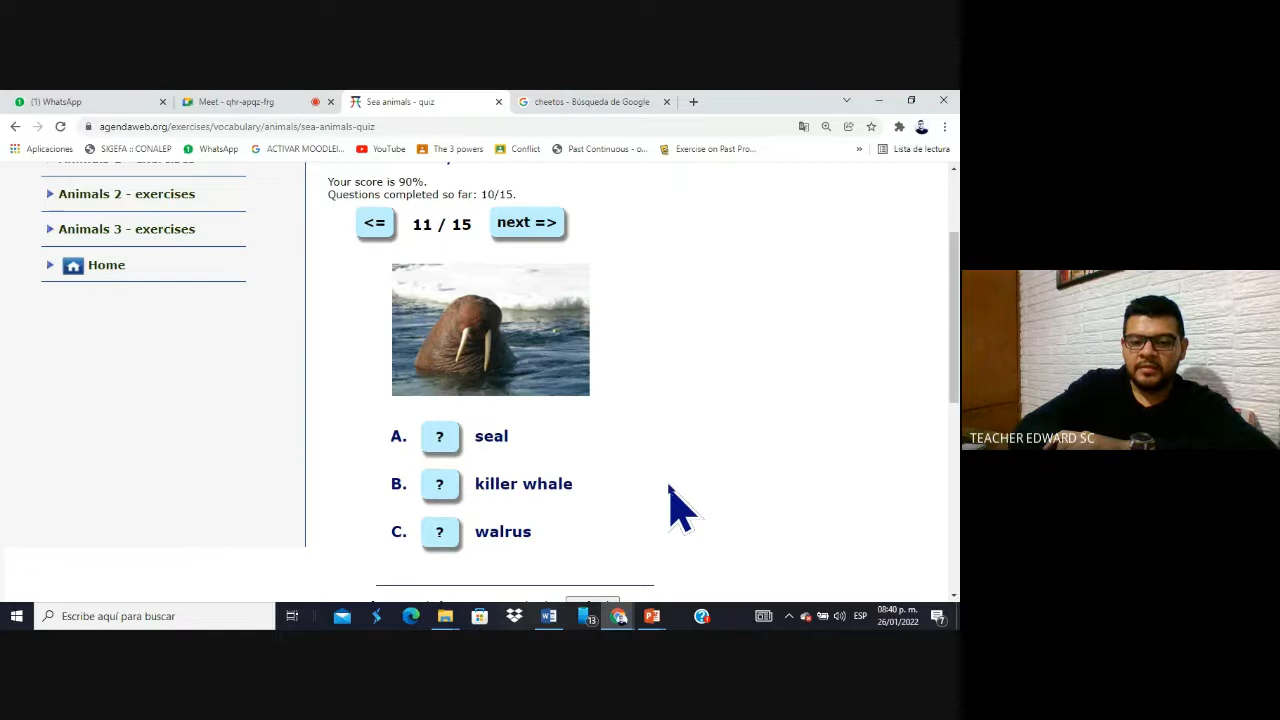 (1) WhatsApp
Meet - qhr-apqz-frg
Sea animals - quiz
cheetos - Búsqueda de Google
agendaweb.org/exercises/vocabulary/animals/sea-animals-quiz
Aplicaciones
SIGEFA :: CONALEP
WhatsApp
ACTIVAR MOODLEI...
YouTube
The 3 powers
Conflict
Past Continuous - o...
Exercise on Past Pro...
»
Lista de lectura
Animals 2 - exercises
Animals 3 - exercises
Home
Your score is 90%.
Questions completed so far: 10/15.
<=
11 / 15
next =>
A. ? seal
B. ? killer whale
C. ? walrus
TEACHER EDWARD SC
Escribe aquí para buscar
13
ESP
08:40 p. m.
26/01/2022
7